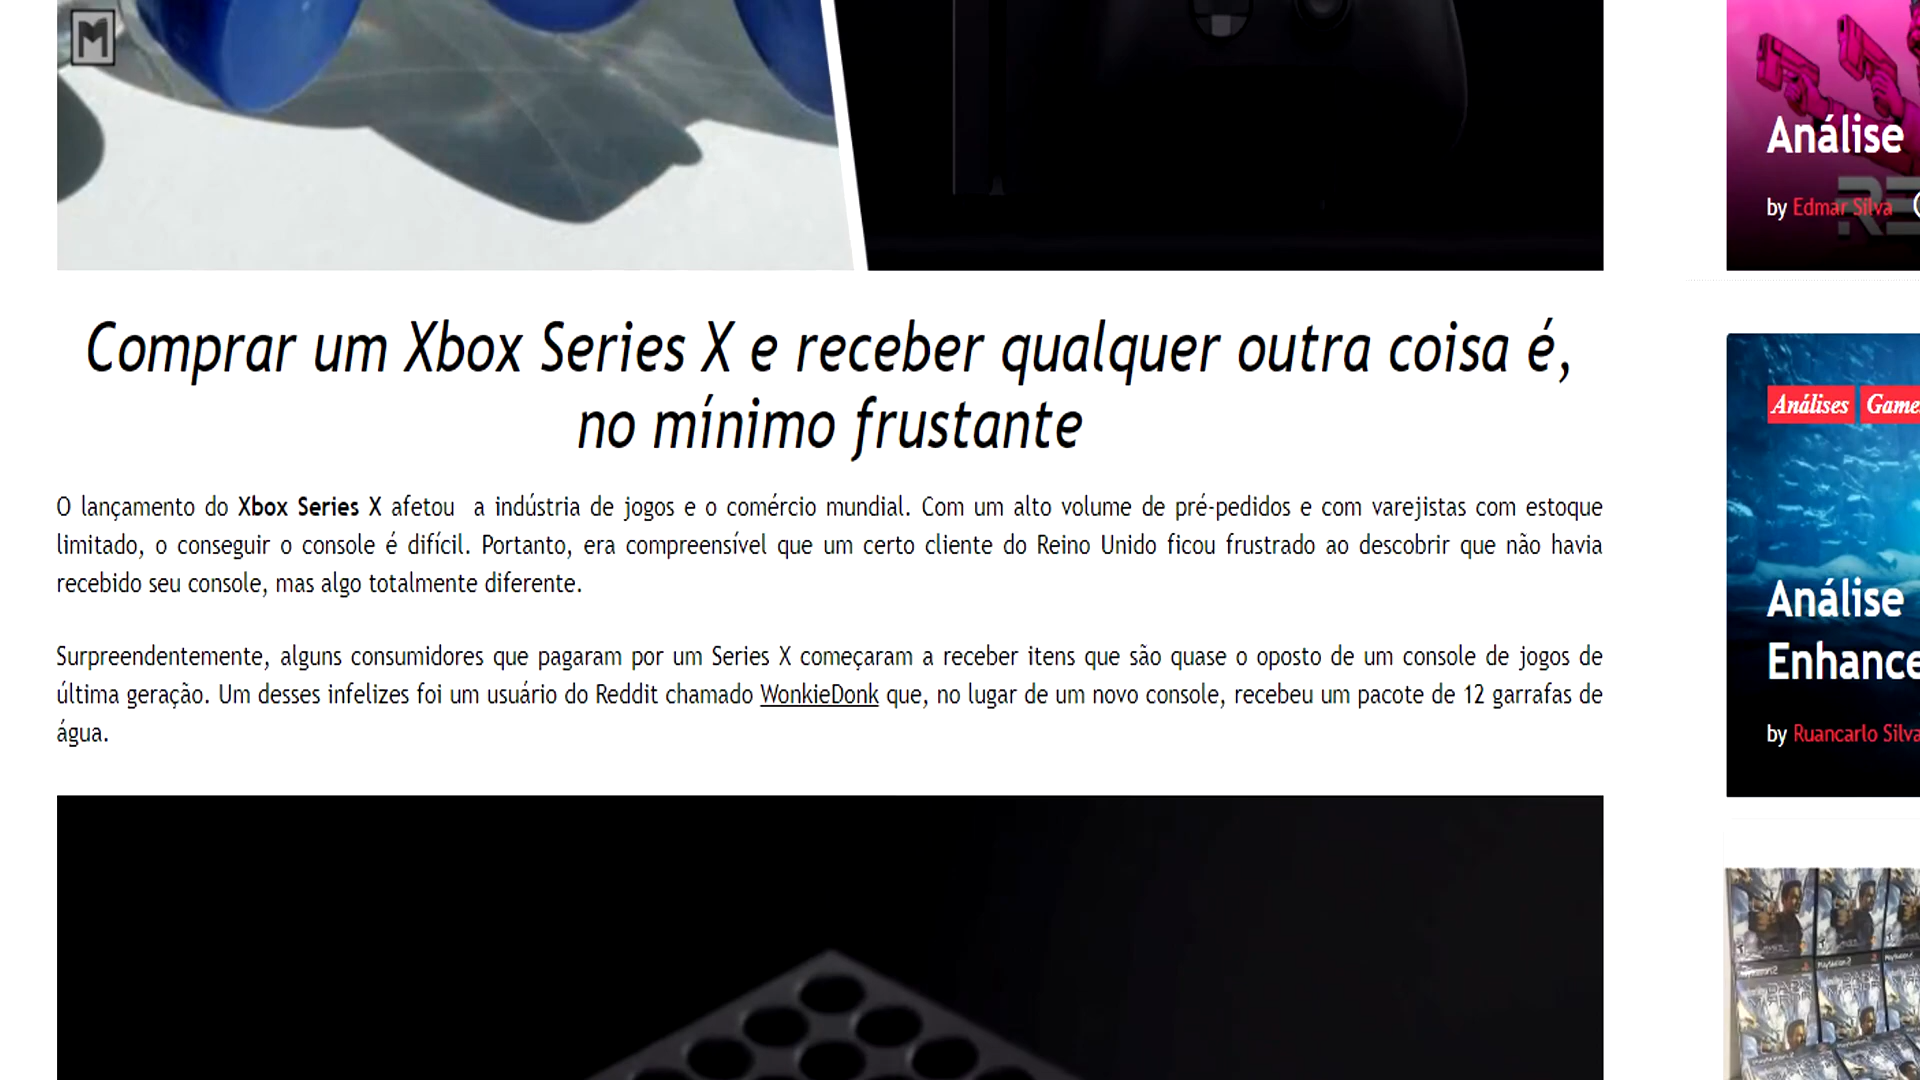 M
Comprar um Xbox Series X e receber qualquer outra coisa é,
no mínimo frustante
O lançamento do Xbox Series X afetou a indústria de jogos e o comércio mundial. Com um alto volume de pré-pedidos e com varejistas com estoque
limitado, o conseguir o console é difícil. Portanto, era compreensível que um certo cliente do Reino Unido ficou frustrado ao descobrir que não havia
recebido seu console, mas algo totalmente diferente.
Surpreendentemente, alguns consumidores que pagaram por um Series X começaram a receber itens que são quase o oposto de um console de jogos de
última geração. Um desses infelizes foi um usuário do Reddit chamado WonkieDonk que, no lugar de um novo console, recebeu um pacote de 12 garrafas de
água.
Análise
by Edmar Silva
RE
Análises Game
Análise
Enhance
by Ruancarlo Silva